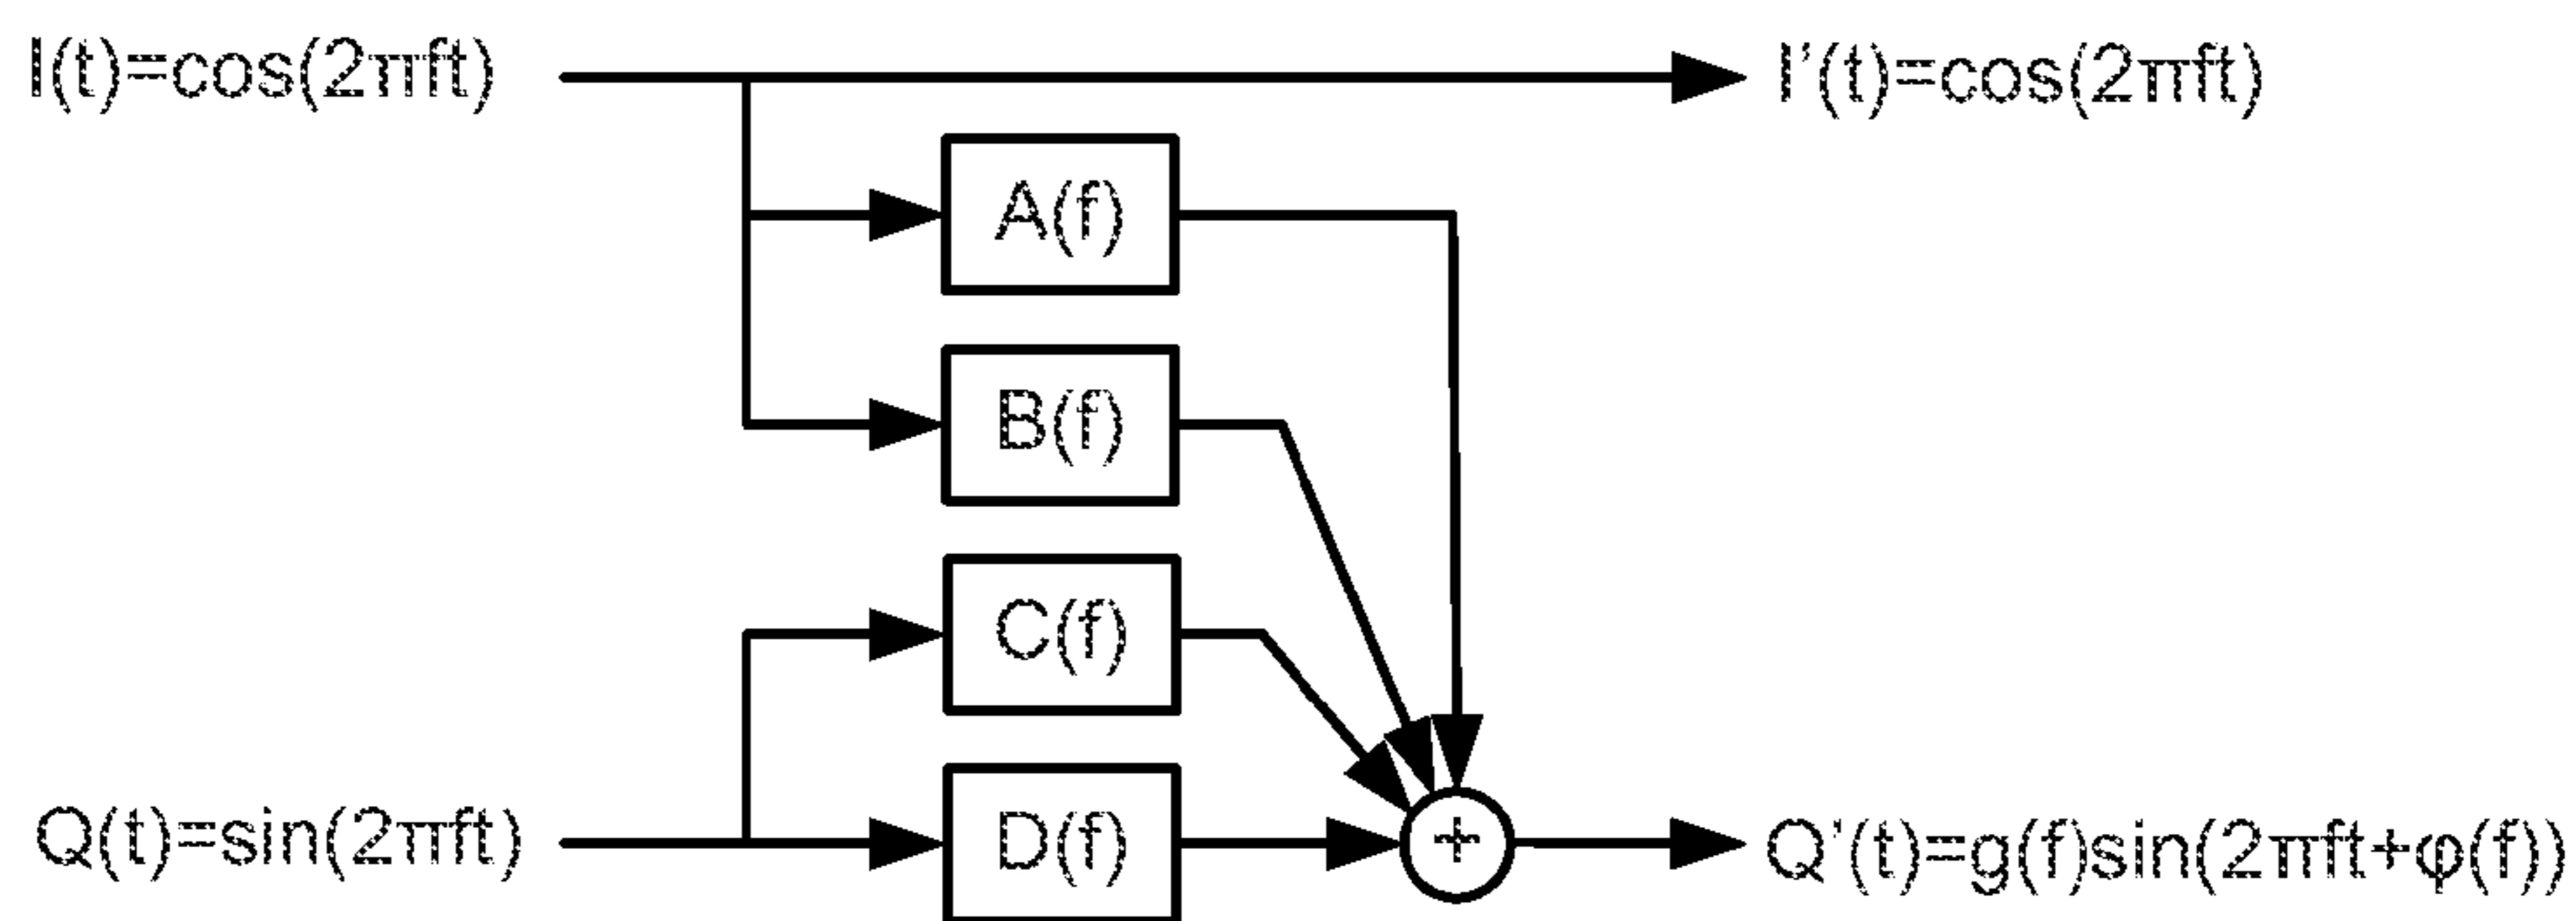 I(t)=cos(2πft)
I'(t)=cos(2πft)
A(f)
B(f)
C(f)
D(f)
Q(t)=sin(2πft)
+
Q'(t)=g(f)sin(2πft+φ(f))